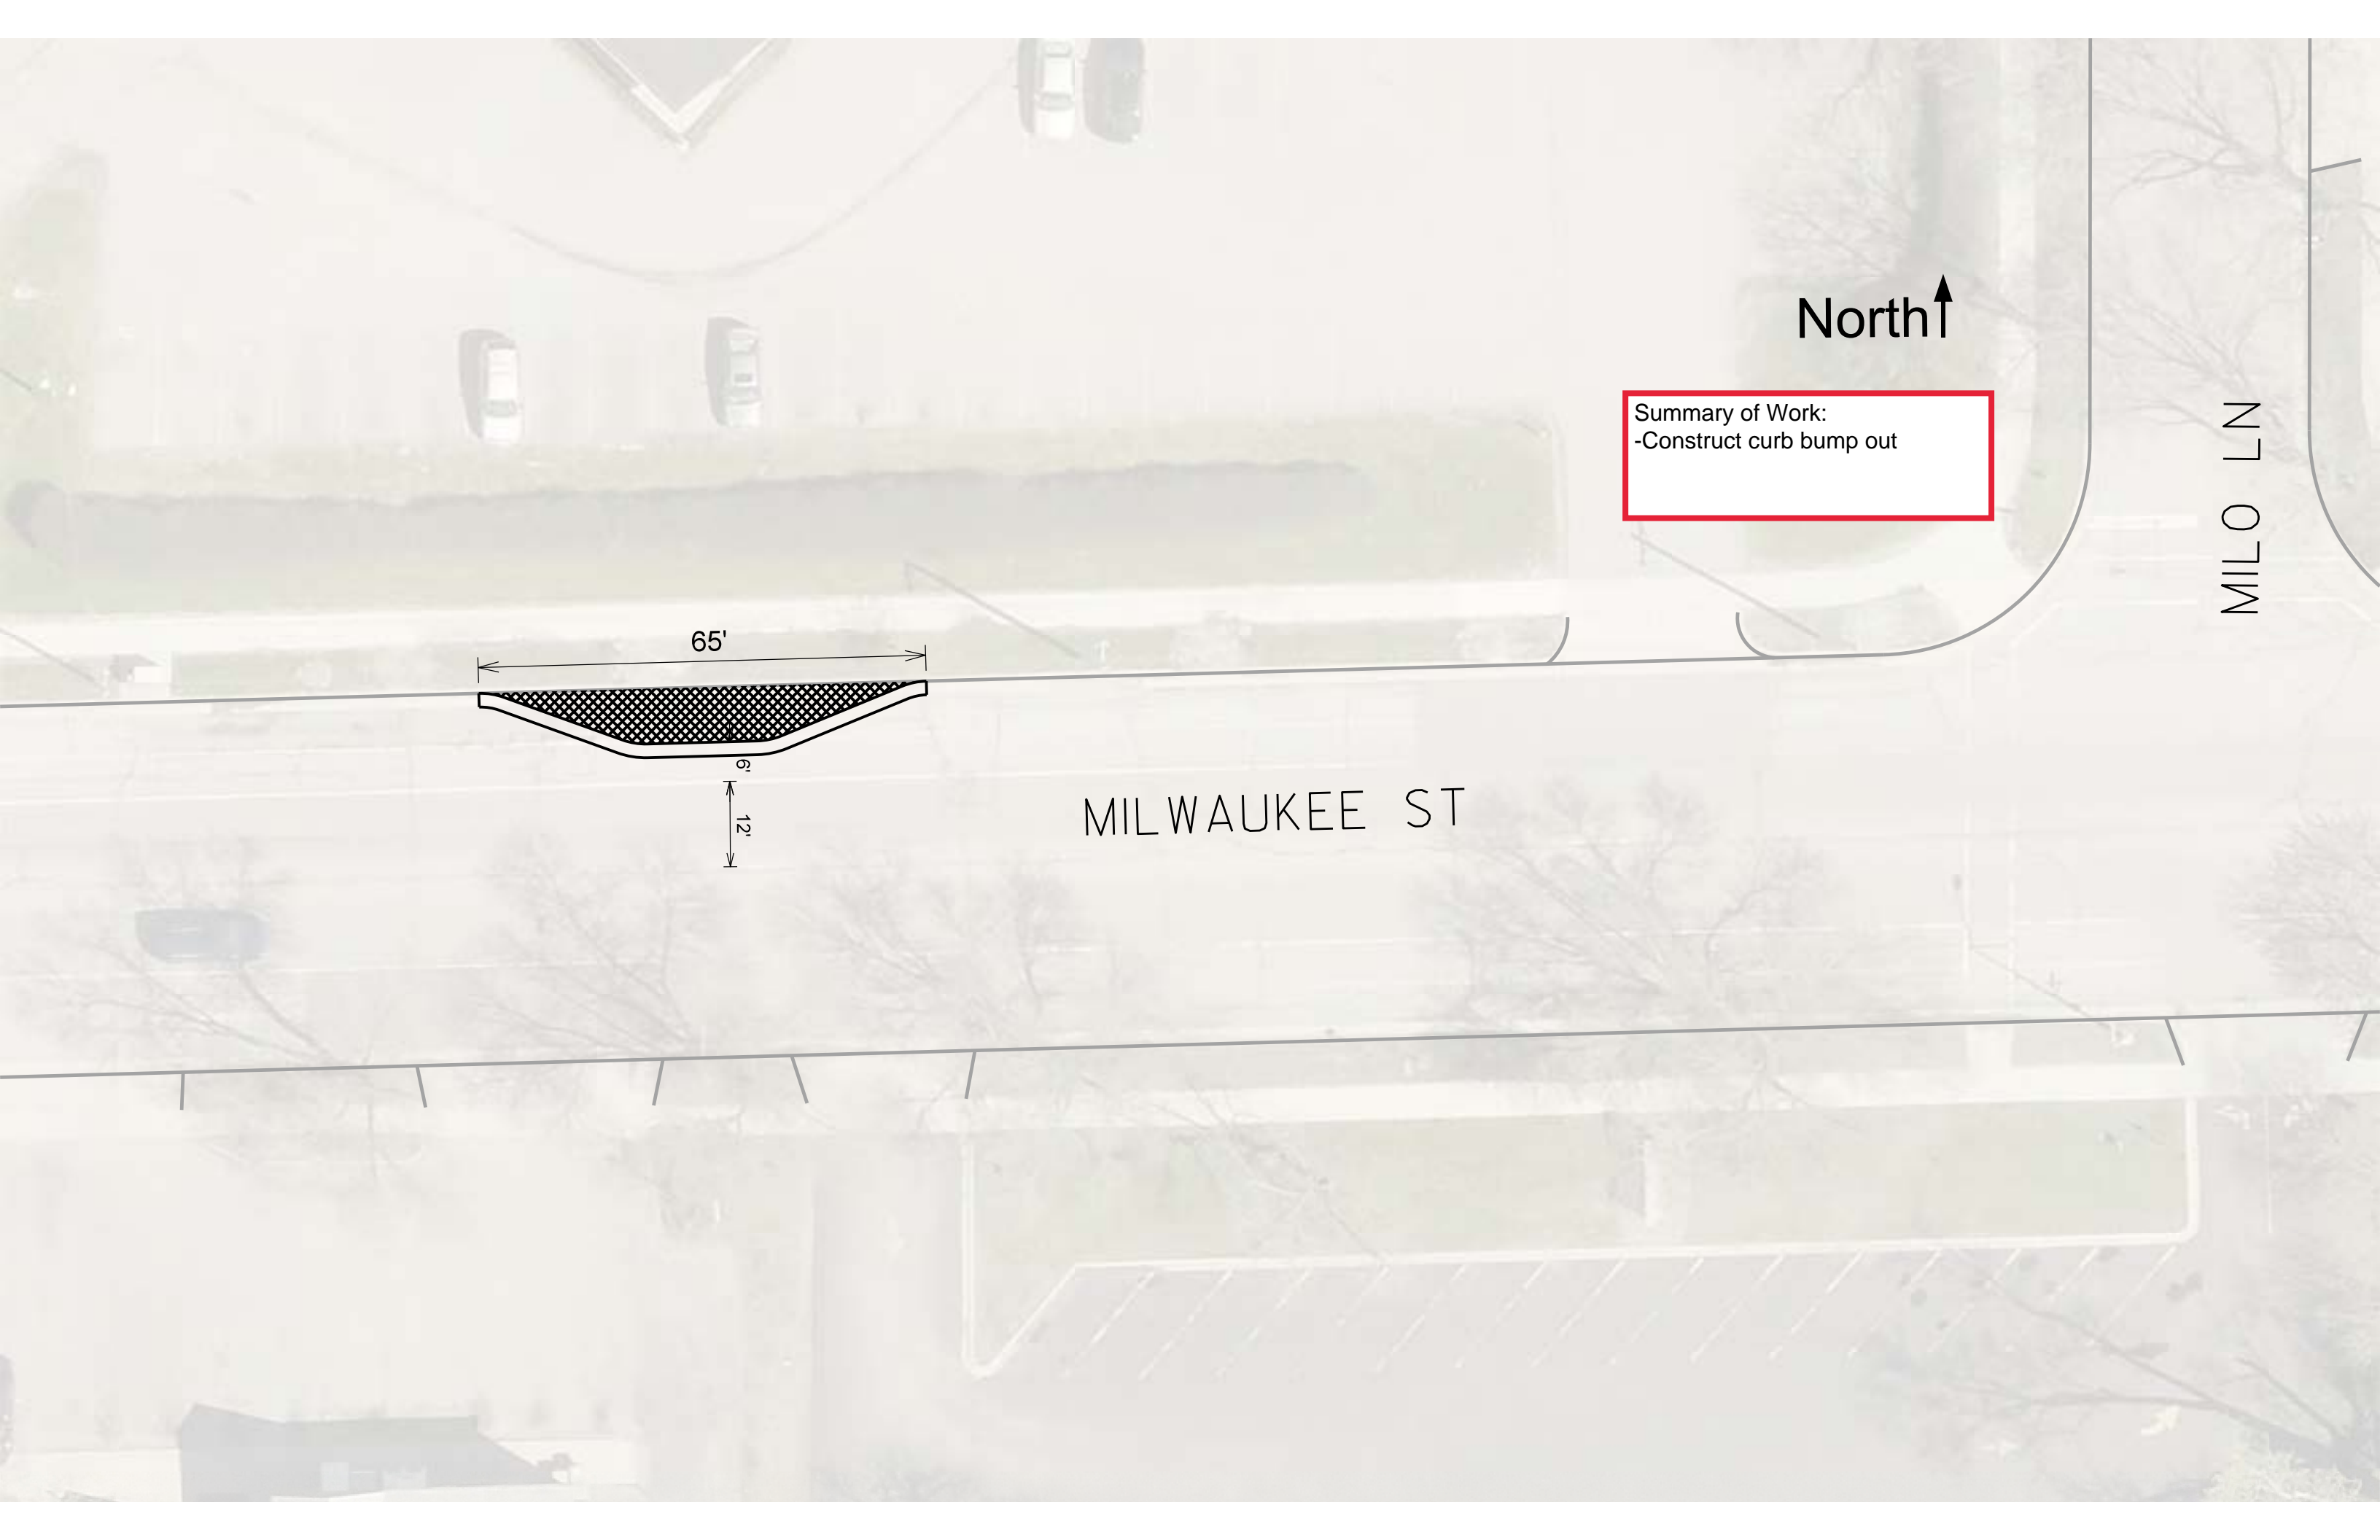 North
Summary of Work:
-Construct curb bump out
MILO LN
65'
6'
12'
MILWAUKEE ST